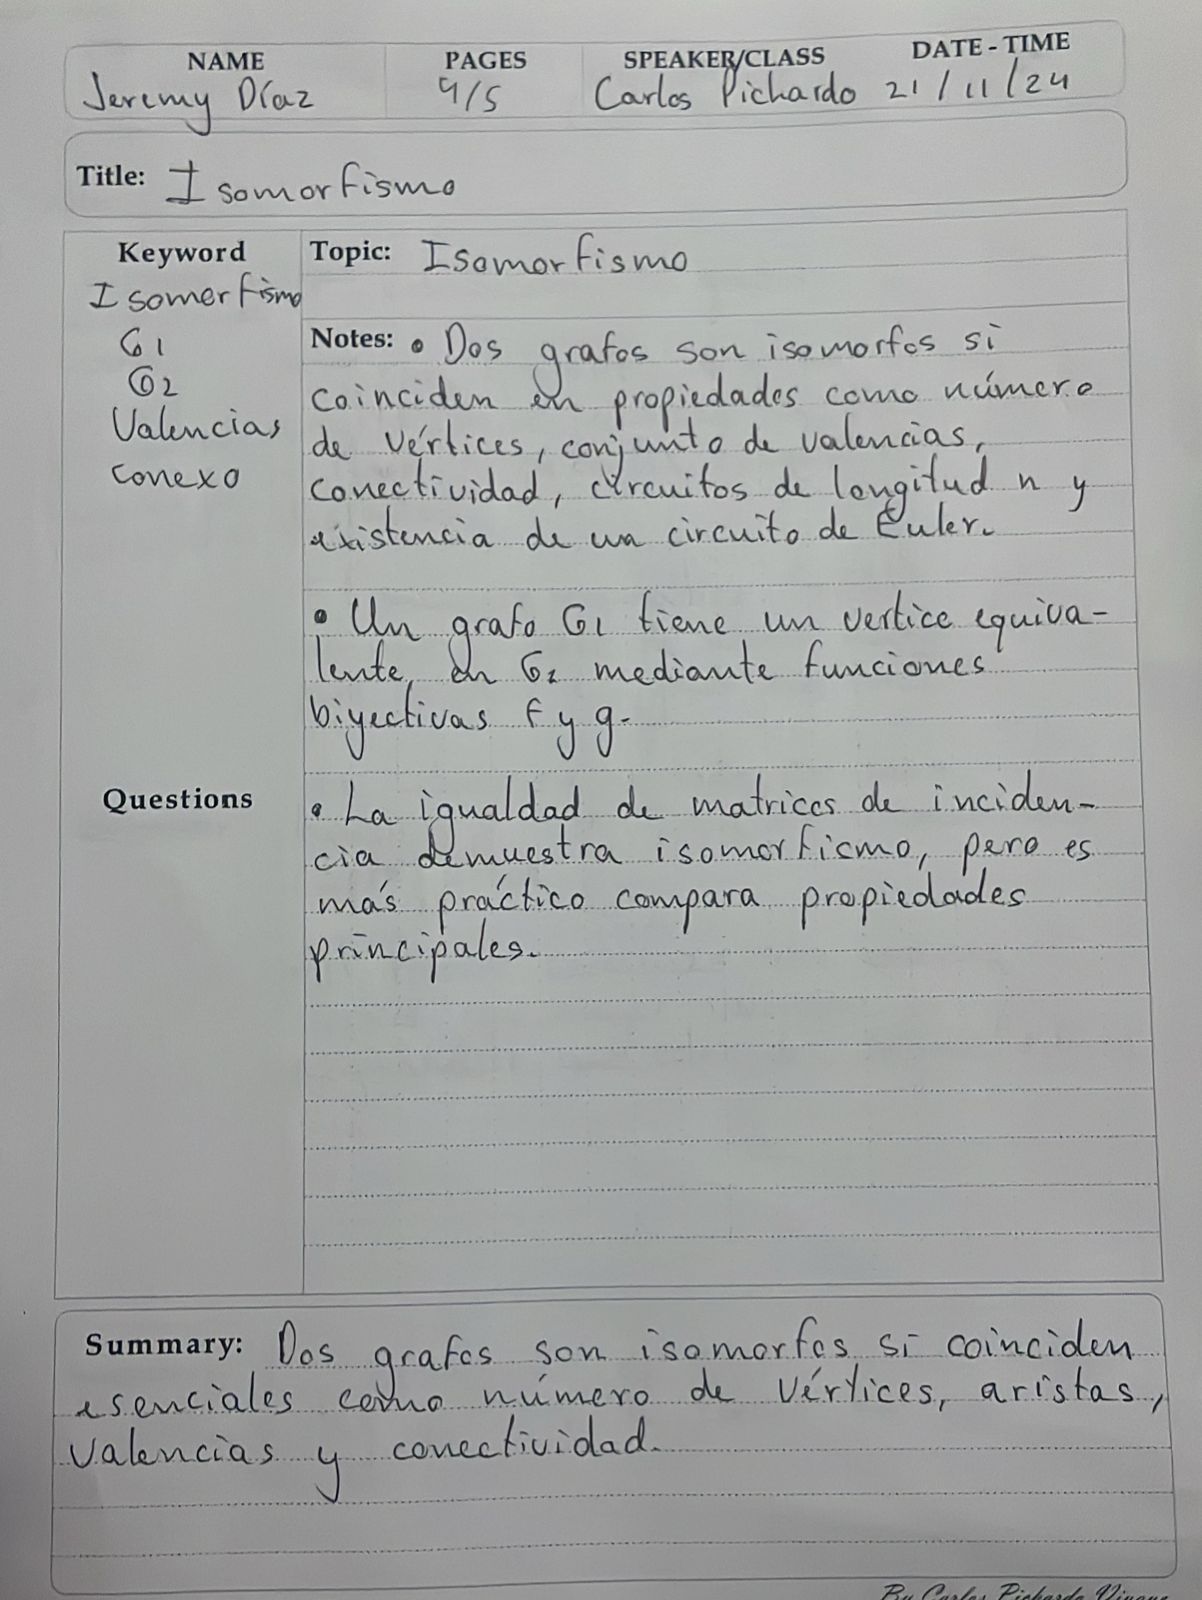 NAME PAGES SPEAKER/CLASS DATE - TIME
Jeremy Díaz 4/5 Carlos Pichardo 21/11/24
Title: Isomorfismo
Keyword
Isomorfismo
G1
G2
Valencias
conexo
Topic: Isomorfismo
Notes: • Dos grafos son isomorfos si
coinciden en propiedades como número
de vértices, conjunto de valencias,
conectividad, circuitos de longitud n y
existencia de un circuito de Euler.
• Un grafo G1 tiene un vertice equiva-
lente, en G2 mediante funciones
biyectivas f y g.
Questions
• La igualdad de matrices de inciden-
cia demuestra isomorfismo, pero es
más práctico compara propiedades
principales.
Summary: Dos grafos son isomorfos si coinciden
esenciales como número de vértices, aristas,
valencias y conectividad.
By Carlos Pichardo